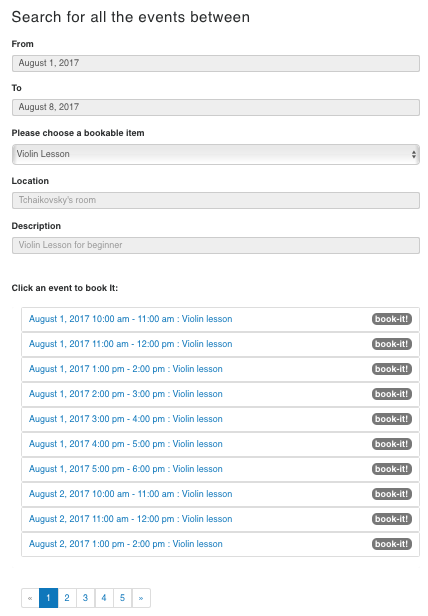 Search for all the events between
From
August 1, 2017
To
August 8, 2017
Please choose a bookable item
Violin Lesson
Location
Tchaikovsky's room
Description
Violin Lesson for beginner
Click an event to book It:
August 1, 2017 10:00 am - 11:00 am : Violin lesson book-it!
August 1, 2017 11:00 am - 12:00 pm : Violin lesson book-it!
August 1, 2017 1:00 pm - 2:00 pm : Violin lesson book-it!
August 1, 2017 2:00 pm - 3:00 pm : Violin lesson book-it!
August 1, 2017 3:00 pm - 4:00 pm : Violin lesson book-it!
August 1, 2017 4:00 pm - 5:00 pm : Violin lesson book-it!
August 1, 2017 5:00 pm - 6:00 pm : Violin lesson book-it!
August 2, 2017 10:00 am - 11:00 am : Violin lesson book-it!
August 2, 2017 11:00 am - 12:00 pm : Violin lesson book-it!
August 2, 2017 1:00 pm - 2:00 pm : Violin lesson book-it!
« 1 2 3 4 5 »